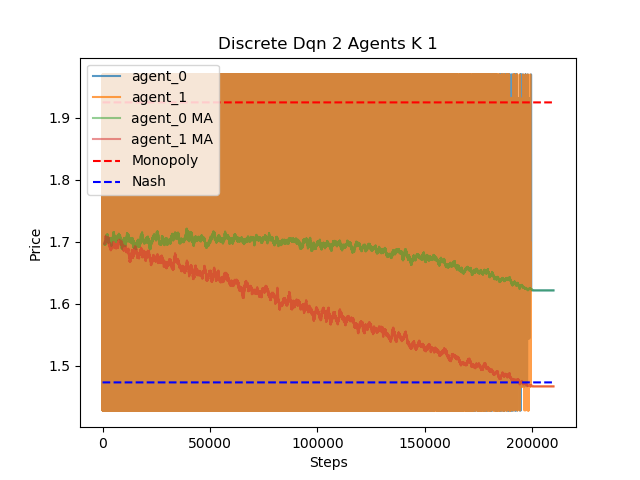 Discrete Dqn 2 Agents K 1
agent_0
agent_1
agent_0 MA
agent_1 MA
Monopoly
Nash
Price
1.9
1.8
1.7
1.6
1.5
0
50000
100000
150000
200000
Steps